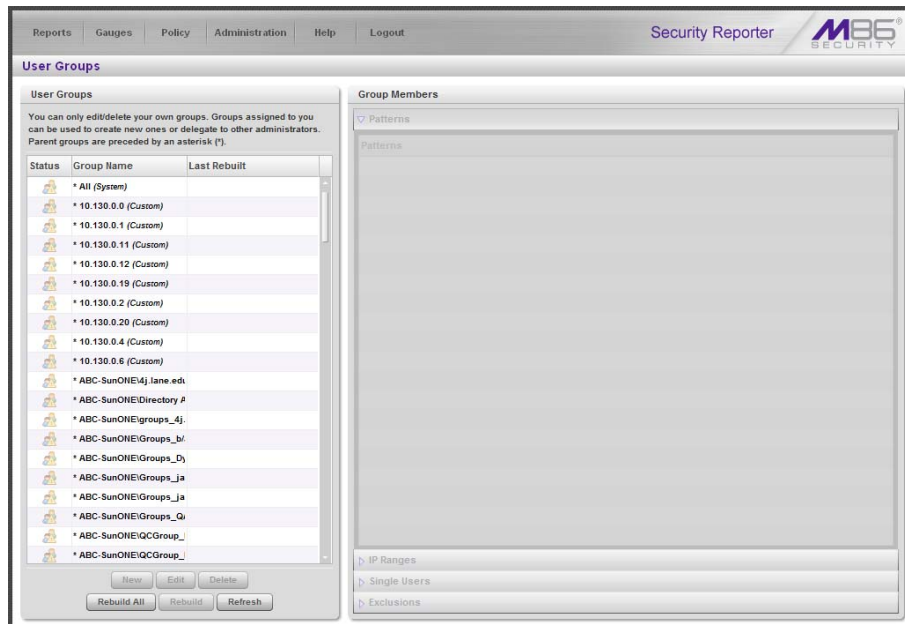 Reports Gauges Policy Administration Help Logout Security Reporter M86® SECURITY
User Groups
User Groups
You can only edit/delete your own groups. Groups assigned to you
can be used to create new ones or delegate to other administrators.
Parent groups are preceded by an asterisk (*).
Status Group Name Last Rebuilt
* All (System)
* 10.130.0.0 (Custom)
* 10.130.0.1 (Custom)
* 10.130.0.11 (Custom)
* 10.130.0.12 (Custom)
* 10.130.0.19 (Custom)
* 10.130.0.2 (Custom)
* 10.130.0.20 (Custom)
* 10.130.0.4 (Custom)
* 10.130.0.6 (Custom)
* ABC-SunONE\4j.lane.edu
* ABC-SunONE\Directory A
* ABC-SunONE\groups_4j.
* ABC-SunONE\Groups_b/
* ABC-SunONE\Groups_Dy
* ABC-SunONE\Groups_ja
* ABC-SunONE\Groups_ja
* ABC-SunONE\Groups_Q
* ABC-SunONE\QCGroup_
* ABC-SunONE\QCGroup_
New Edit Delete
Rebuild All Rebuild Refresh
Group Members
Patterns
Patterns
IP Ranges
Single Users
Exclusions